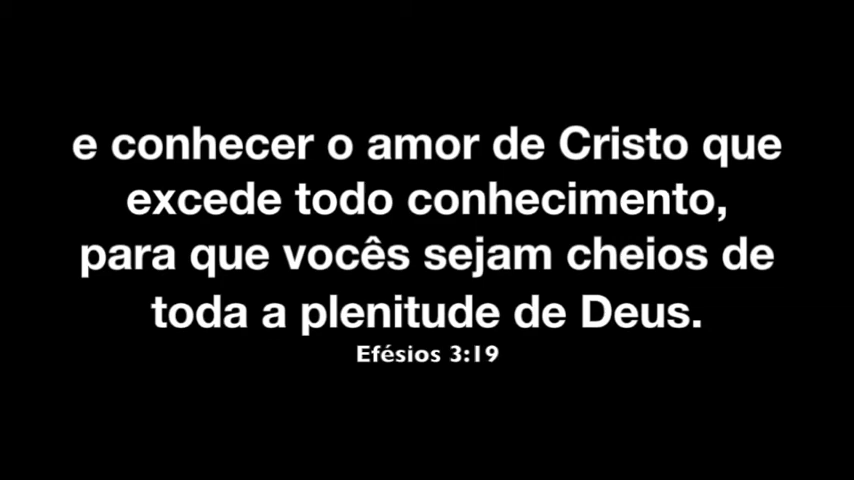 e conhecer o amor de Cristo que
excede todo conhecimento,
para que vocês sejam cheios de
toda a plenitude de Deus.
Efésios 3:19